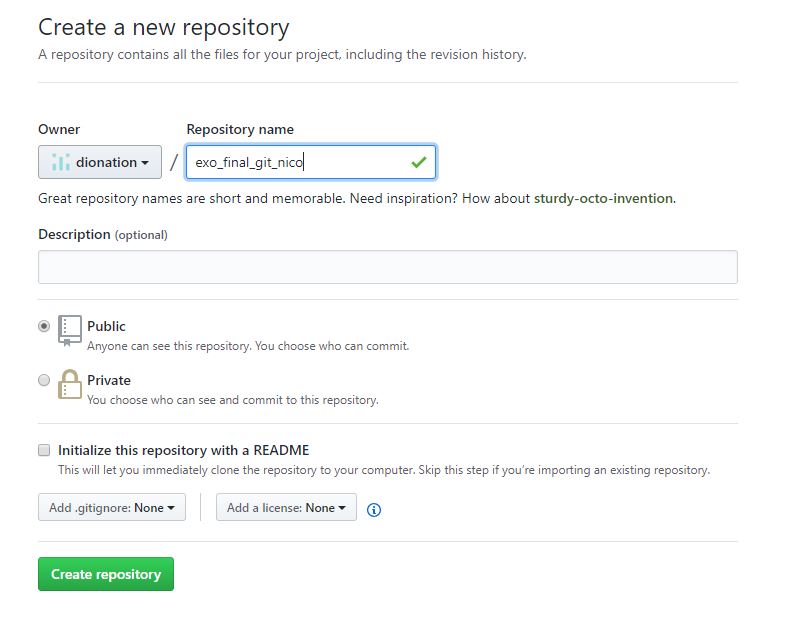 Create a new repository
A repository contains all the files for your project, including the revision history.
Owner Repository name
dionation / exo_final_git_nico
Great repository names are short and memorable. Need inspiration? How about sturdy-octo-invention.
Description (optional)
Public
Anyone can see this repository. You choose who can commit.
Private
You choose who can see and commit to this repository.
Initialize this repository with a README
This will let you immediately clone the repository to your computer. Skip this step if you’re importing an existing repository.
Add .gitignore: None Add a license: None
Create repository